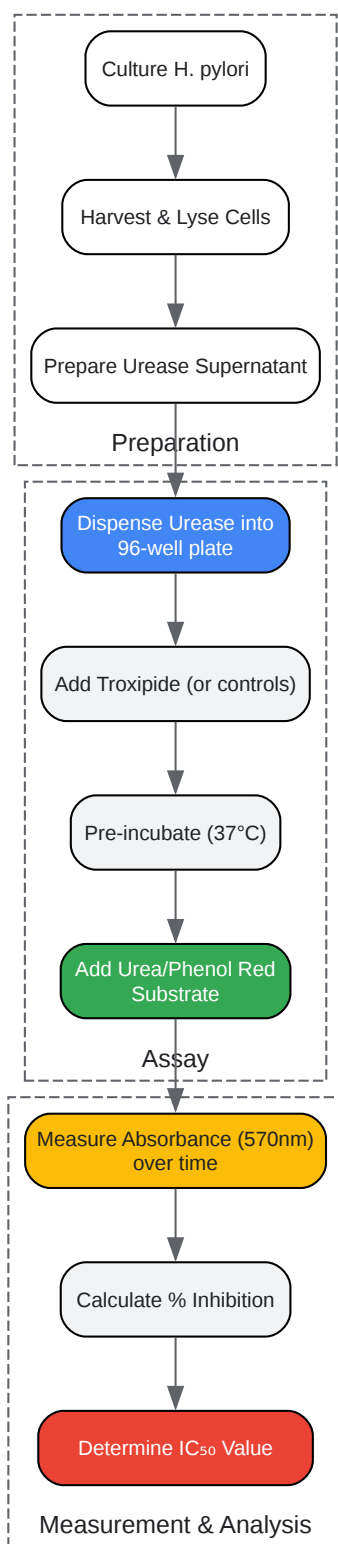 Culture H. pylori
Harvest & Lyse Cells
Prepare Urease Supernatant
Preparation
Dispense Urease into
96-well plate
Add Troxipide (or controls)
Pre-incubate (37°C)
Add Urea/Phenol Red
Substrate
Assay
Measure Absorbance (570nm)
over time
Calculate % Inhibition
Determine IC₅₀ Value
Measurement & Analysis